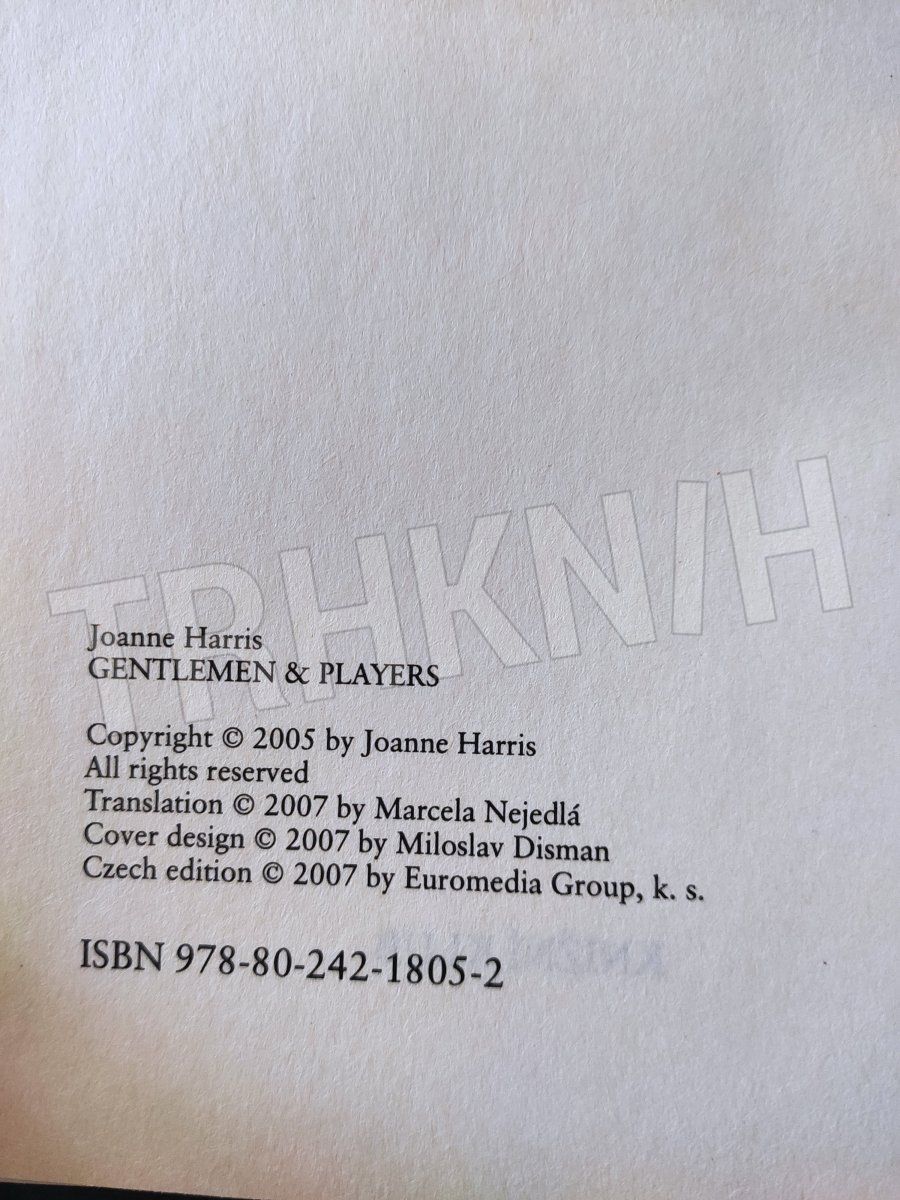 TRHKNIH
Joanne Harris
GENTLEMEN & PLAYERS
Copyright © 2005 by Joanne Harris
All rights reserved
Translation © 2007 by Marcela Nejedlá
Cover design © 2007 by Miloslav Disman
Czech edition © 2007 by Euromedia Group, k. s.
ISBN 978-80-242-1805-2